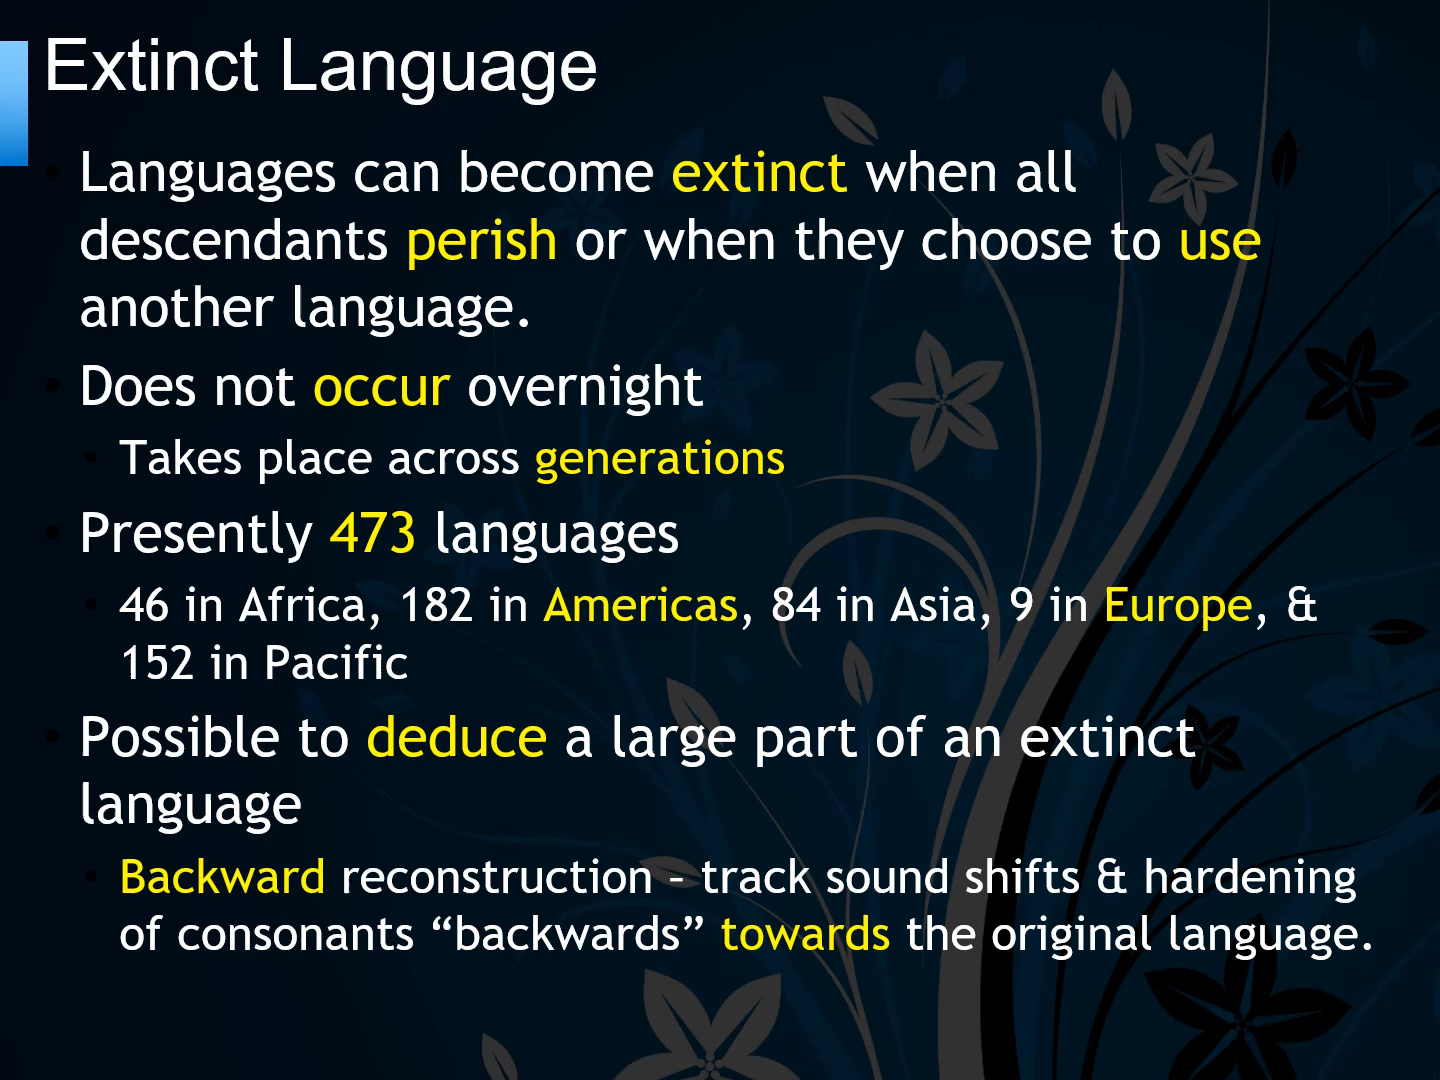 Extinct Language
Languages can become extinct when all
descendants perish or when they choose to use
another language.
Does not occur overnight
Takes place across generations
Presently 473 languages
46 in Africa, 182 in Americas, 84 in Asia, 9 in Europe, &
152 in Pacific
Possible to deduce a large part of an extinct
language
Backward reconstruction – track sound shifts & hardening
of consonants “backwards” towards the original language.